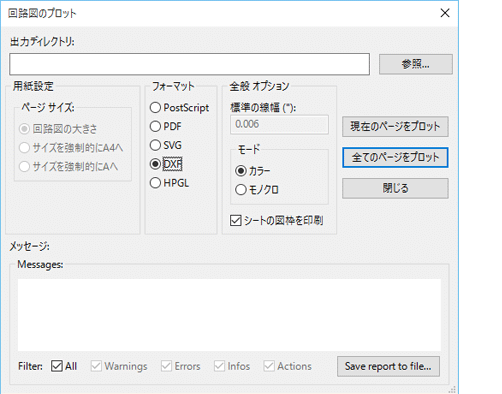 回路図のプロット
出力ディレクトリ:
参照...
用紙設定
ページ サイズ:
回路図の大きさ
サイズを強制的にA4へ
サイズを強制的にAへ
フォーマット
PostScript
PDF
SVG
DXF
HPGL
全般 オプション
標準の線幅 ("):
0.006
モード
カラー
モノクロ
シートの図枠を印刷
現在のページをプロット
全てのページをプロット
閉じる
メッセージ:
Messages:
Filter: All Warnings Errors Infos Actions Save report to file...